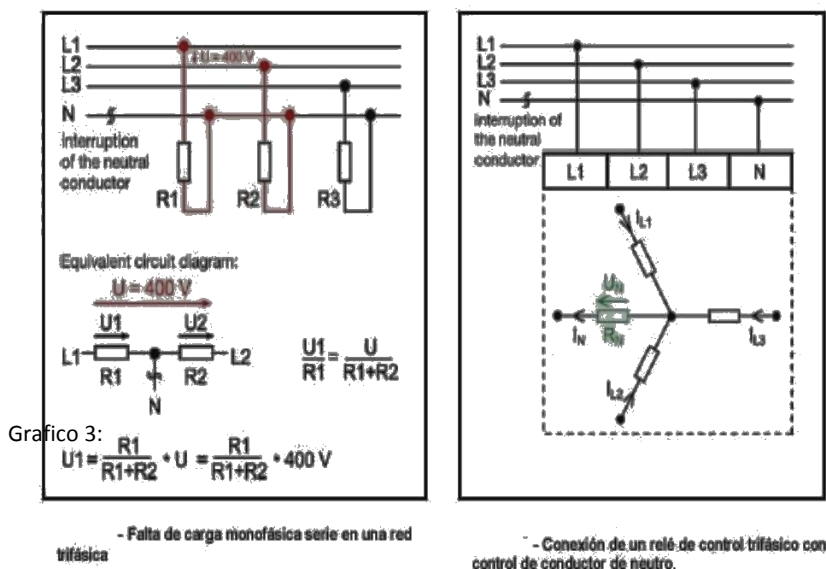 L1
L2
L3
N
U = 400 V
Interruption
of the neutral
conductor
R1
R2
R3
Equivalent circuit diagram:
U = 400 V
U1
U2
L1
R1
R2
L2
N
U1/R1 = U/R1+R2
Grafico 3:
U1 = R1/R1+R2 • U = R1/R1+R2 • 400 V
- Falta de carga monofásica serie en una red
trifásica
L1
L2
L3
N
Interruption of
the neutral
conductor
L1
L2
L3
N
IL1
UN
IN
RN
IL3
IL2
- Conexión de un relé de control trifásico con
control de conductor de neutro.